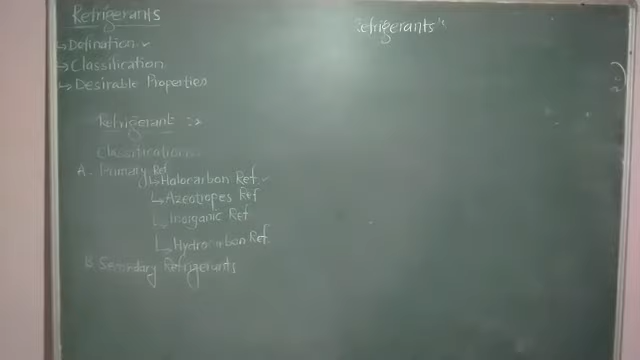 Refrigerants
→Definition
→Classification
→Desirable Properties
Refrigerant :→
Classification
A. Primary Ref
↳Halocarbon Ref.
↳Azeotropes Ref
↳Inorganic Ref
↳Hydrocarbon Ref.
B. Secondary Refrigerants
Refrigerants